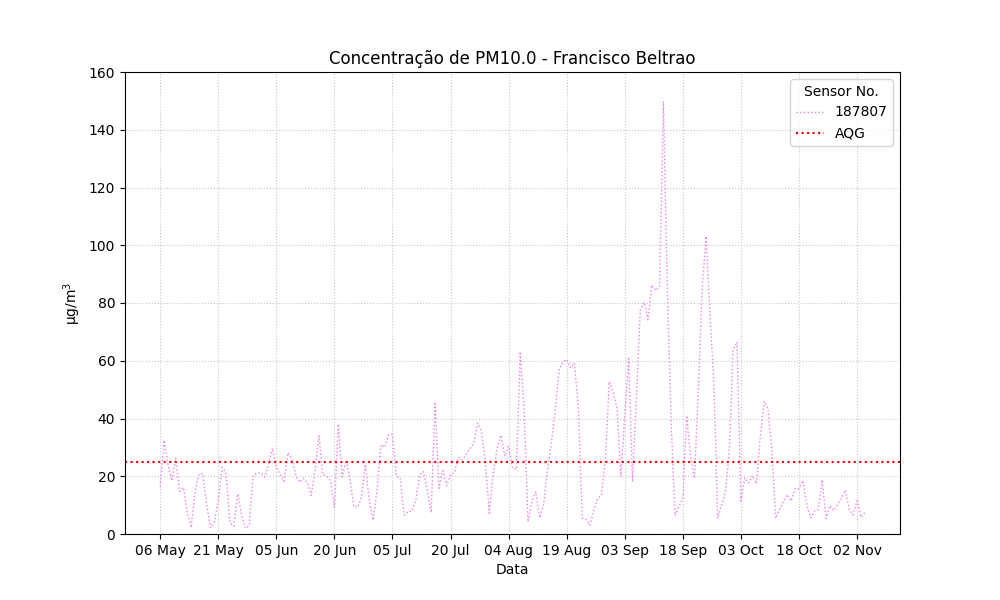 Concentração de PM10.0 - Francisco Beltrao
160
140
120
100
80
60
40
20
0
µg/m³
Sensor No.
187807
AQG
06 May 21 May 05 Jun 20 Jun 05 Jul 20 Jul 04 Aug 19 Aug 03 Sep 18 Sep 03 Oct 18 Oct 02 Nov
Data